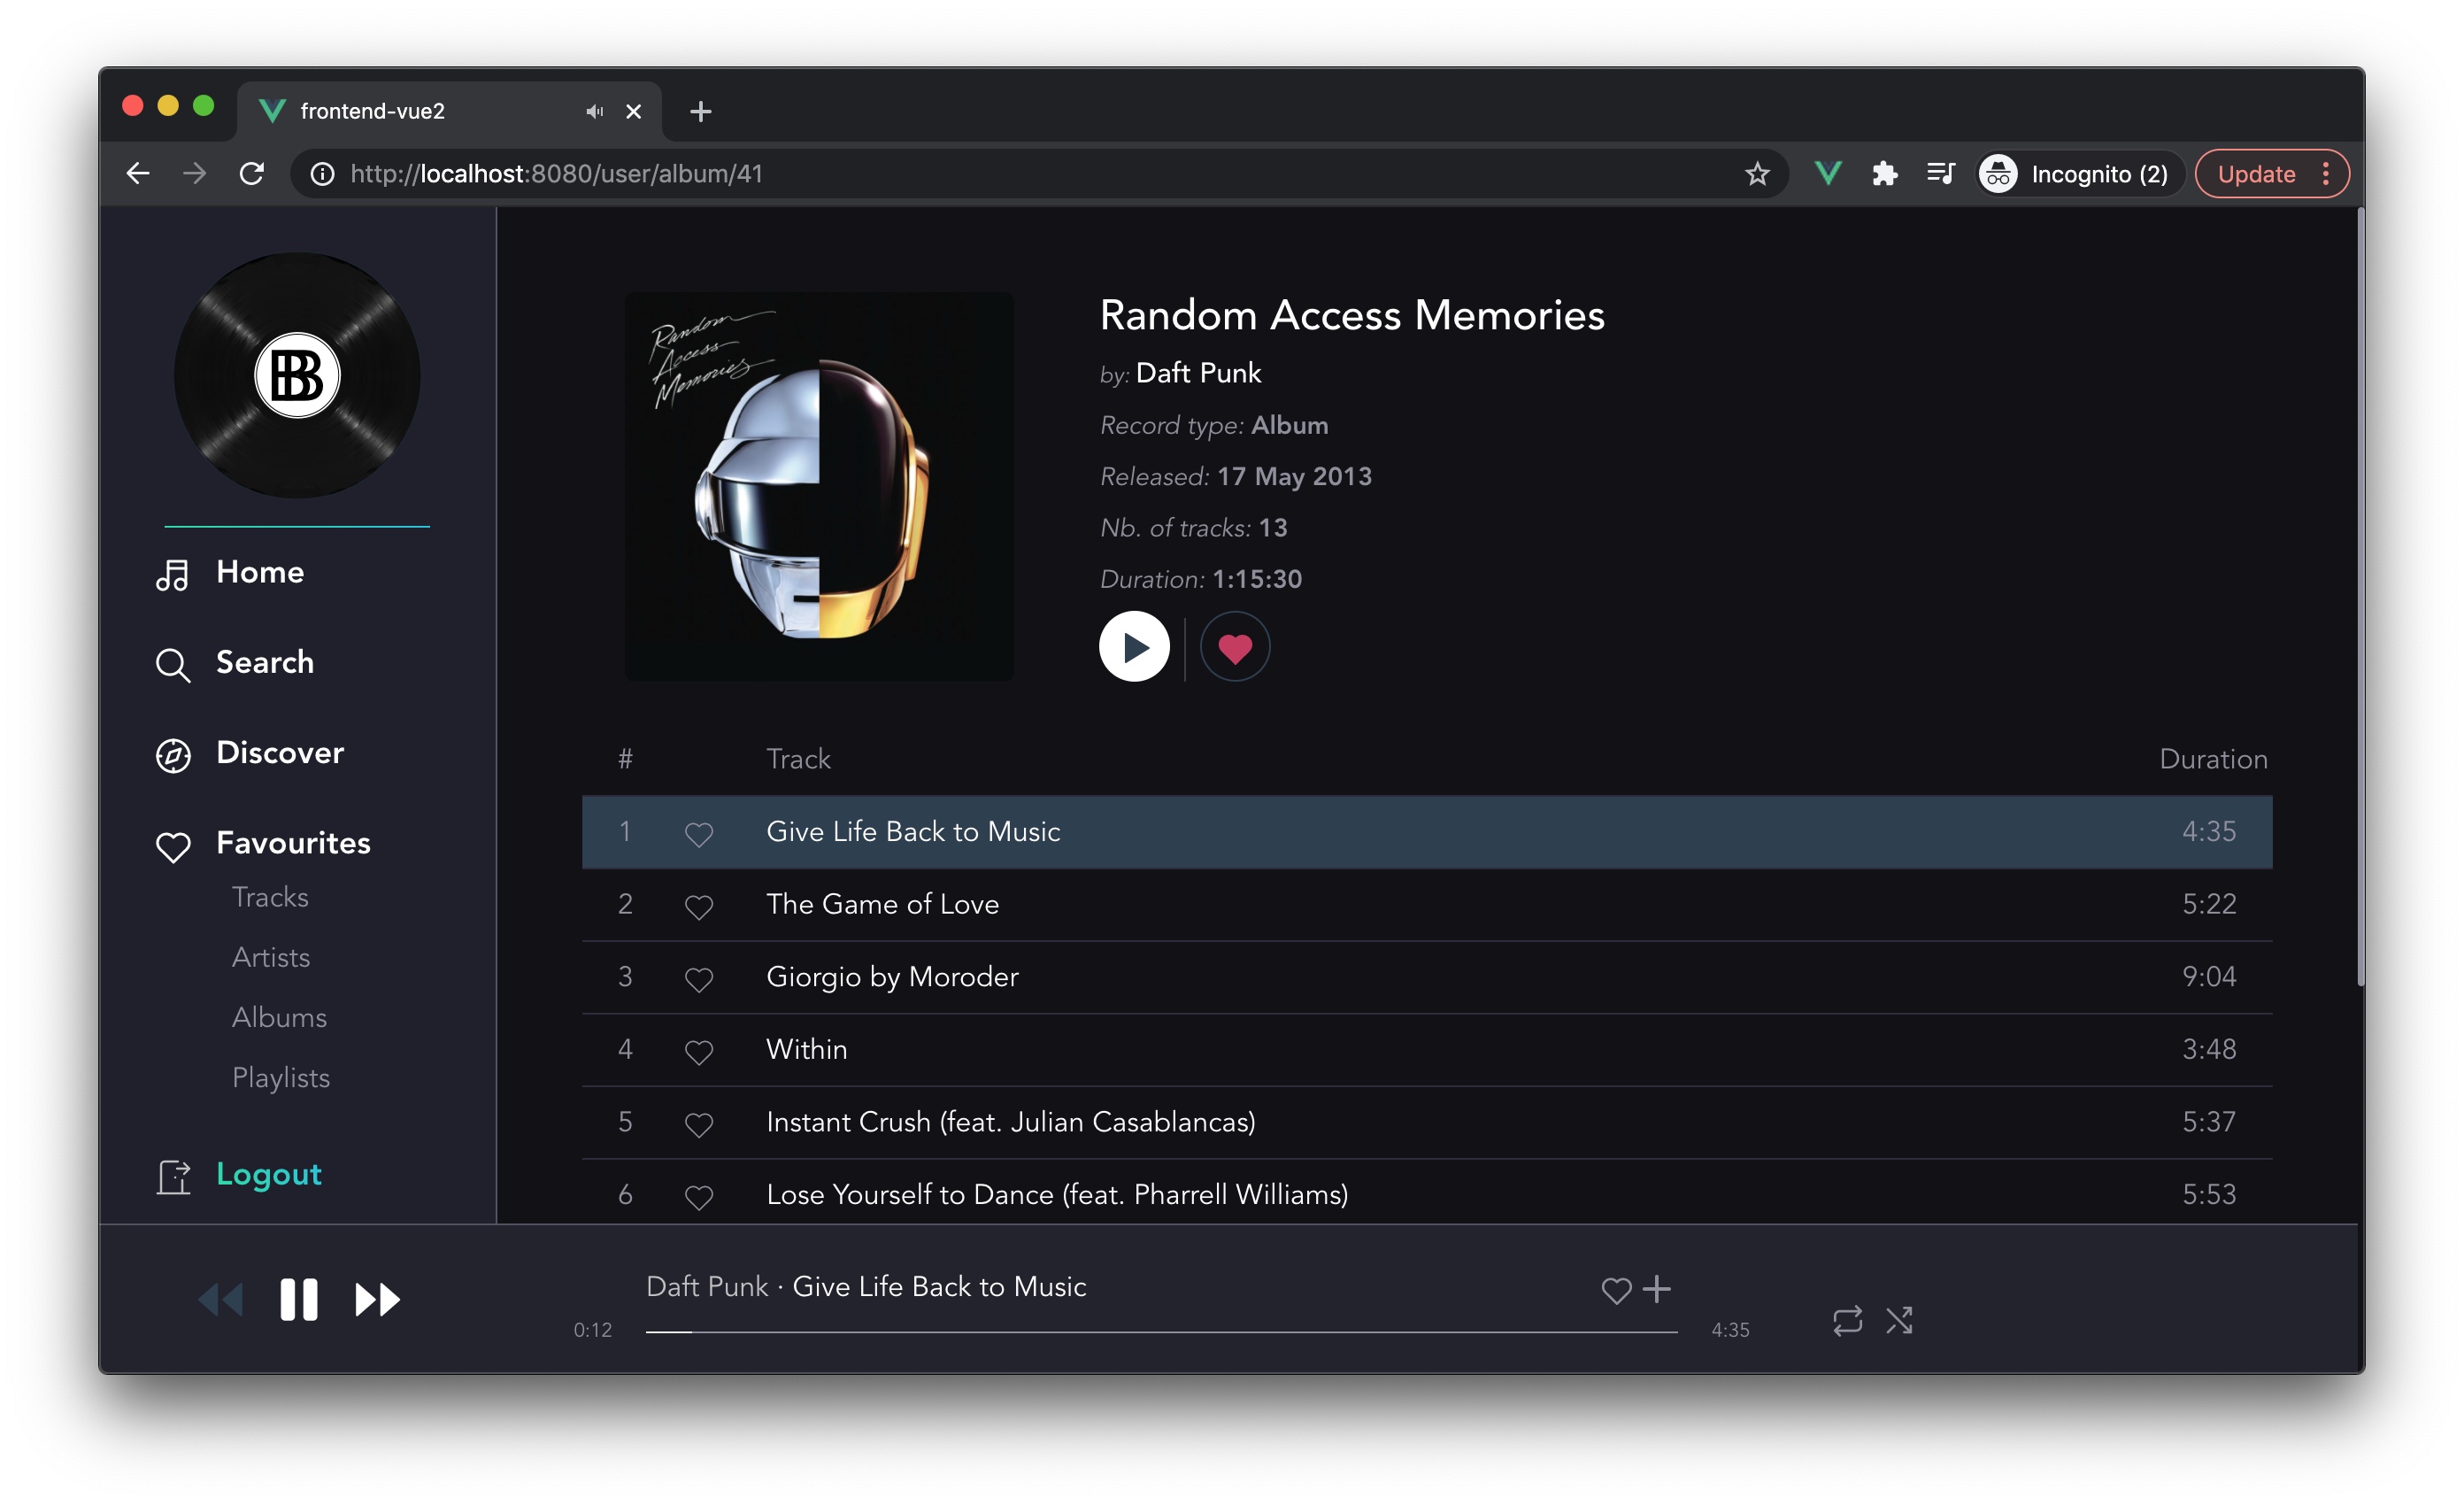 frontend-vue2
http://localhost:8080/user/album/41
Incognito (2)
Update
BB
Home
Search
Discover
Favourites
Tracks
Artists
Albums
Playlists
Logout
Random
Access
Memories
Random Access Memories
by: Daft Punk
Record type: Album
Released: 17 May 2013
Nb. of tracks: 13
Duration: 1:15:30
# Track Duration
1 Give Life Back to Music 4:35
2 The Game of Love 5:22
3 Giorgio by Moroder 9:04
4 Within 3:48
5 Instant Crush (feat. Julian Casablancas) 5:37
6 Lose Yourself to Dance (feat. Pharrell Williams) 5:53
Daft Punk · Give Life Back to Music
0:12 4:35